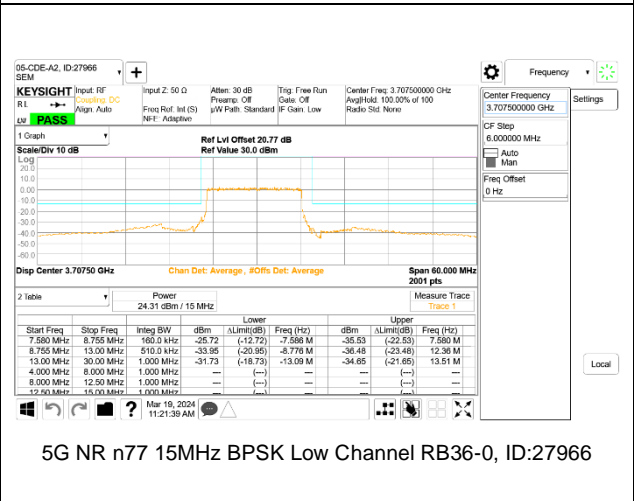 05-CDE-A2, ID:27966
SEM
KEYSIGHT
RL
PASS
Input: RF
Coupling: DC
Align: Auto
Input Z: 50 Ω
Freq Ref: Int (S)
NFE: Adaptive
Atten: 30 dB
Preamp: Off
µW Path: Standard
Trig: Free Run
Gate: Off
IF Gain: Low
Center Freq: 3.707500000 GHz
Avg|Hold: 100.00% of 100
Radio Std: None
Frequency
Center Frequency
3.707500000 GHz
Settings
CF Step
6.000000 MHz
Auto
Man
Freq Offset
0 Hz
Local
1 Graph
Scale/Div 10 dB
Ref Lvl Offset 20.77 dB
Ref Value 30.0 dBm
Log
20.0
10.0
0.00
-10.0
-20.0
-30.0
-40.0
-50.0
-60.0
Disp Center 3.70750 GHz
Chan Det: Average, #Offs Det: Average
Span 60.000 MHz
2001 pts
2 Table
Power
24.31 dBm / 15 MHz
Measure Trace
Trace 1
Lower Upper
Start Freq Stop Freq Integ BW dBm ΔLimit(dB) Freq (Hz) dBm ΔLimit(dB) Freq (Hz)
7.580 MHz 8.755 MHz 160.0 kHz -25.72 (-12.72) -7.586 M -35.53 (-22.53) 7.580 M
8.755 MHz 13.00 MHz 510.0 kHz -33.95 (-20.95) -8.776 M -36.48 (-23.48) 12.36 M
13.00 MHz 30.00 MHz 1.000 MHz -31.73 (-18.73) -13.09 M -34.65 (-21.65) 13.51 M
4.000 MHz 8.000 MHz 1.000 MHz --- (---) --- (---)
8.000 MHz 12.50 MHz 1.000 MHz --- (---) --- (---)
12.50 MHz 15.00 MHz 1.000 MHz --- (---) --- (---)
Mar 19, 2024
11:21:39 AM
5G NR n77 15MHz BPSK Low Channel RB36-0, ID:27966